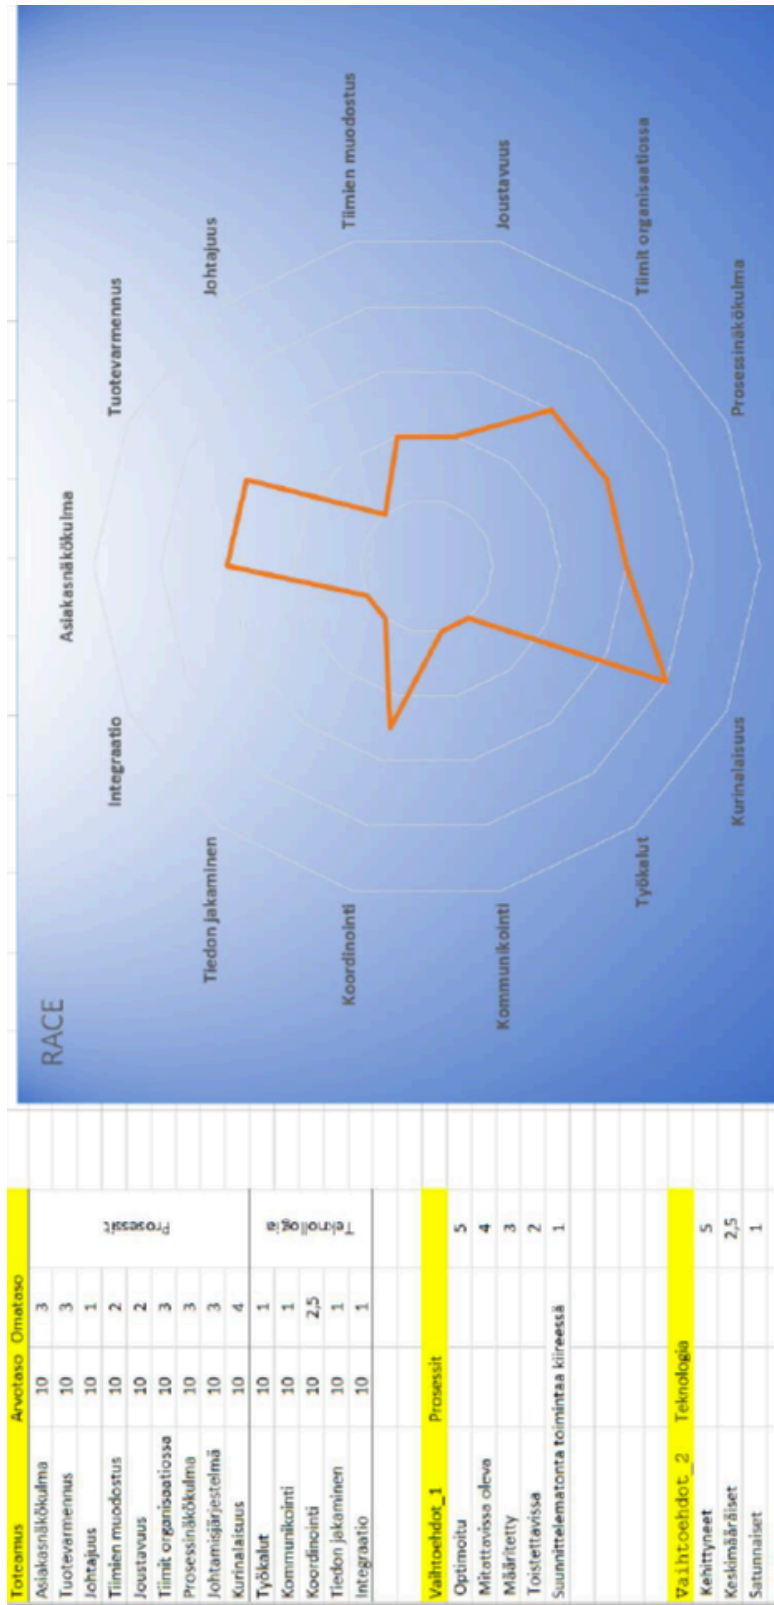 Toteamus Arvotaso Omataso
Asiakasnäkökulma 10 3
Tuotevarmennus 10 3
Johtajuus 10 1
Tiimien muodostus 10 2
Joustavuus 10 2
Tiimit organisaatiossa 10 3
Prosessinäkökulma 10 3
Johtamisjärjestelmä 10 3
Kurinalaisuus 10 4
Prosessit
Työkalut 10 1
Kommunikointi 10 1
Koordinointi 10 2,5
Tiedon jakaminen 10 1
Integraatio 10 1
Teknologia
Vaihtoehdot_1 Prosessit
Optimoitu 5
Mitattavissa oleva 4
Määritetty 3
Toistettavissa 2
Suunnittelematonta toimintaa kiireessä 1
Vaihtoehdot_2 Teknologia
Kehittyneet 5
Keskimääräiset 2,5
Satunnaiset 1
RACE
Asiakasnäkökulma
Tuotevarmennus
Johtajuus
Tiimien muodostus
Joustavuus
Tiimit organisaatiossa
Prosessinäkökulma
Kurinalaisuus
Työkalut
Kommunikointi
Koordinointi
Tiedon jakaminen
Integraatio